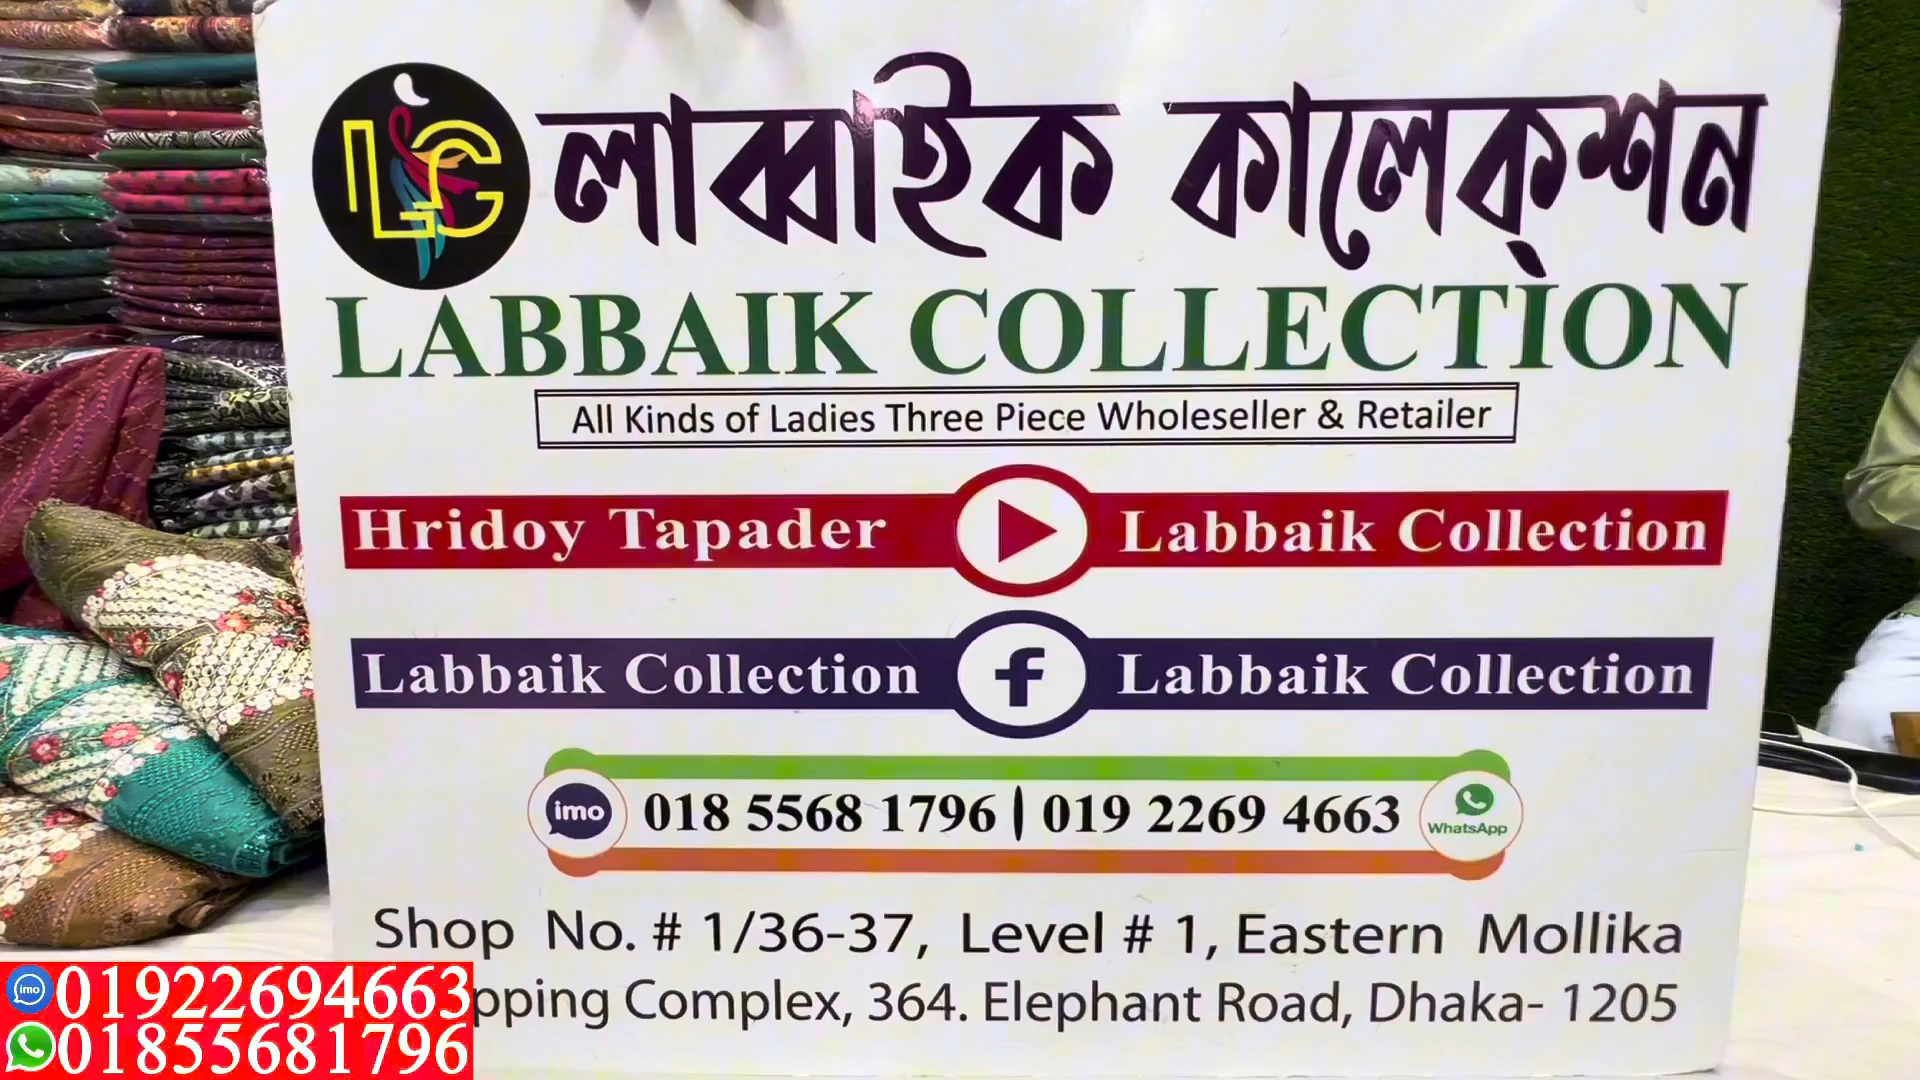 LC লাব্বাইক কালেক্শন
LABBAIK COLLECTION
All Kinds of Ladies Three Piece Wholeseller & Retailer
Hridoy Tapader Labbaik Collection
Labbaik Collection f Labbaik Collection
imo 018 5568 1796 | 019 2269 4663 WhatsApp
Shop No. # 1/36-37, Level # 1, Eastern Mollika
pping Complex, 364. Elephant Road, Dhaka- 1205
imo 01922694663
01855681796